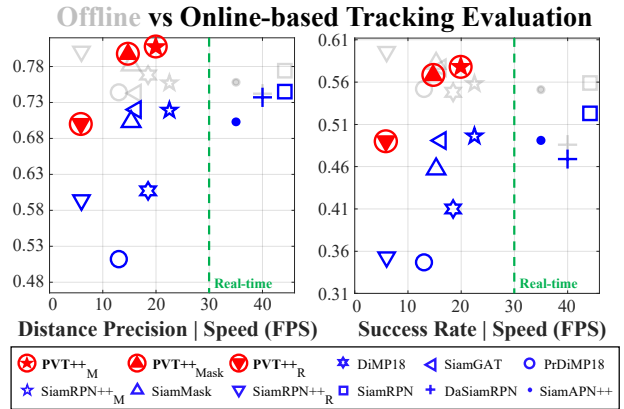 Offline vs Online-based Tracking Evaluation
0.78
0.73
0.68
0.63
0.58
0.53
0.48
Real-time
0 10 20 30 40
Distance Precision | Speed (FPS)
0.61
0.56
0.51
0.46
0.41
0.36
0.31
Real-time
0 10 20 30 40
Success Rate | Speed (FPS)
PVT++M PVT++Mask PVT++R DiMP18 SiamGAT PrDiMP18
SiamRPN++M SiamMask SiamRPN++R SiamRPN DaSiamRPN SiamAPN++